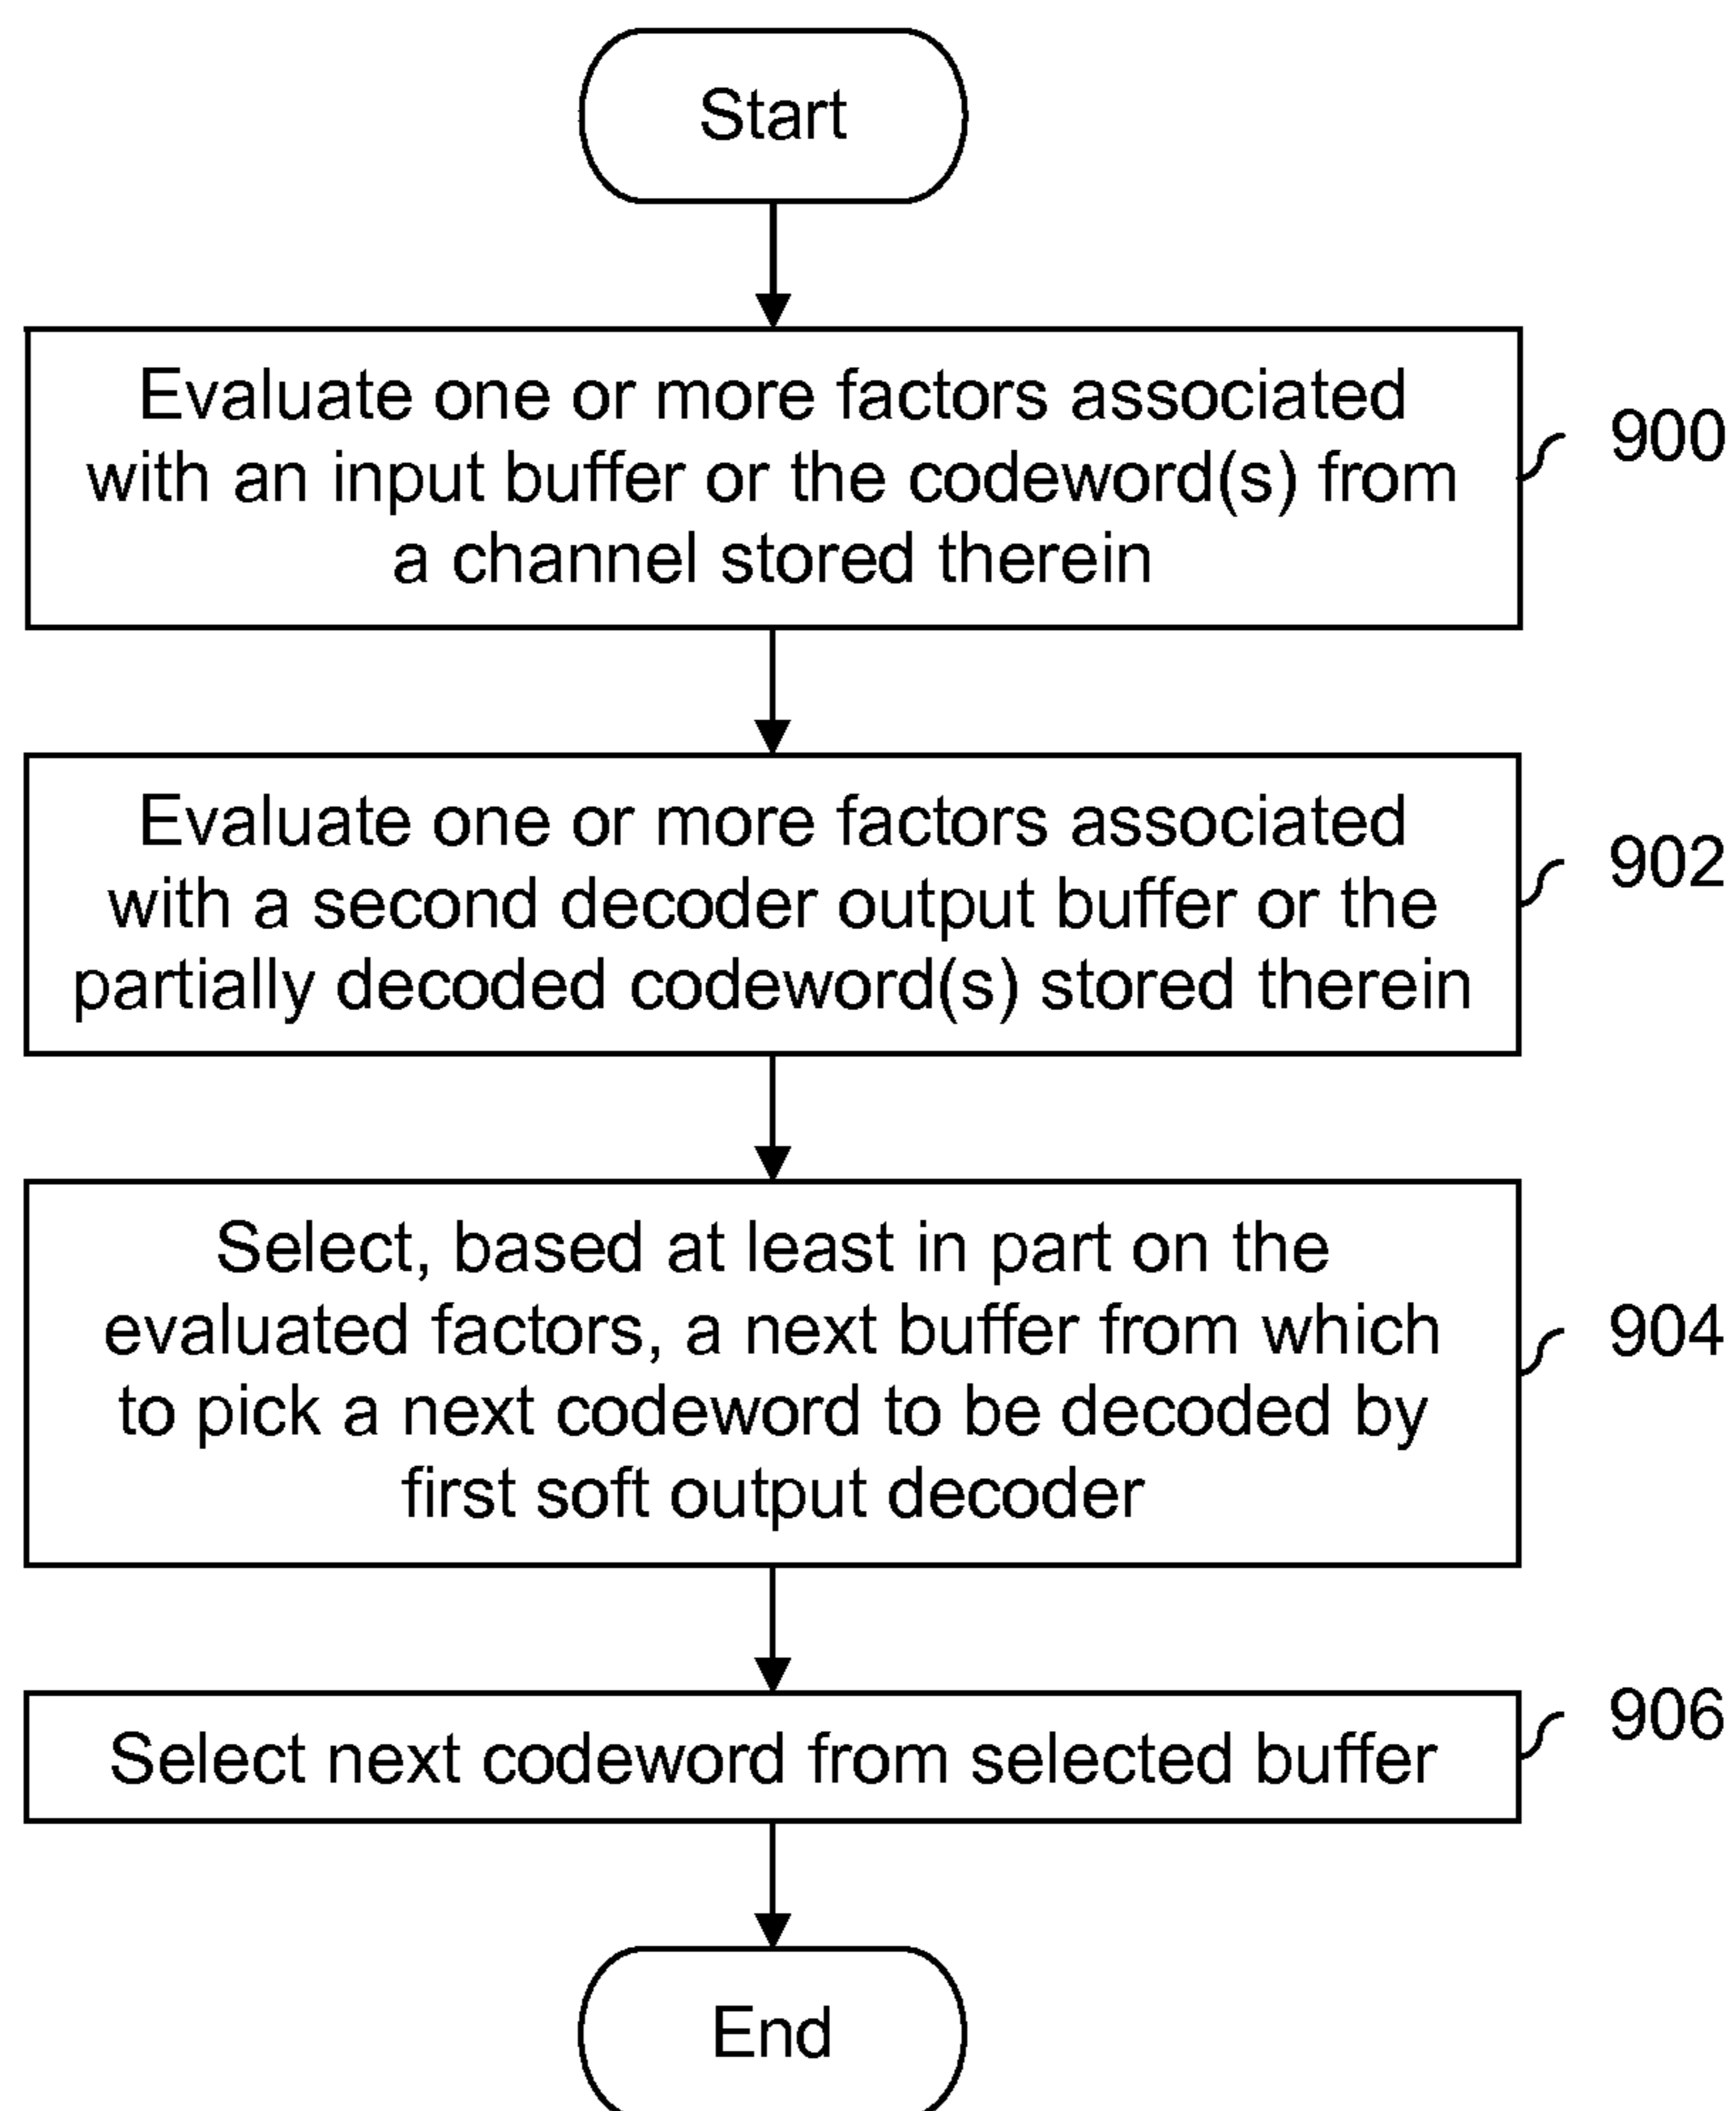 Start
Evaluate one or more factors associated
with an input buffer or the codeword(s) from
a channel stored therein
900
Evaluate one or more factors associated
with a second decoder output buffer or the
partially decoded codeword(s) stored therein
902
Select, based at least in part on the
evaluated factors, a next buffer from which
to pick a next codeword to be decoded by
first soft output decoder
904
Select next codeword from selected buffer
906
End